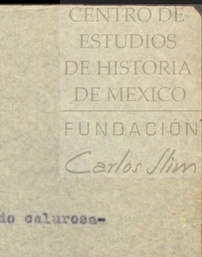 CENTRO DE
ESTUDIOS
DE HISTORIA
DE MEXICO
FUNDACIÓN
Carlos Slim
do calurosa-